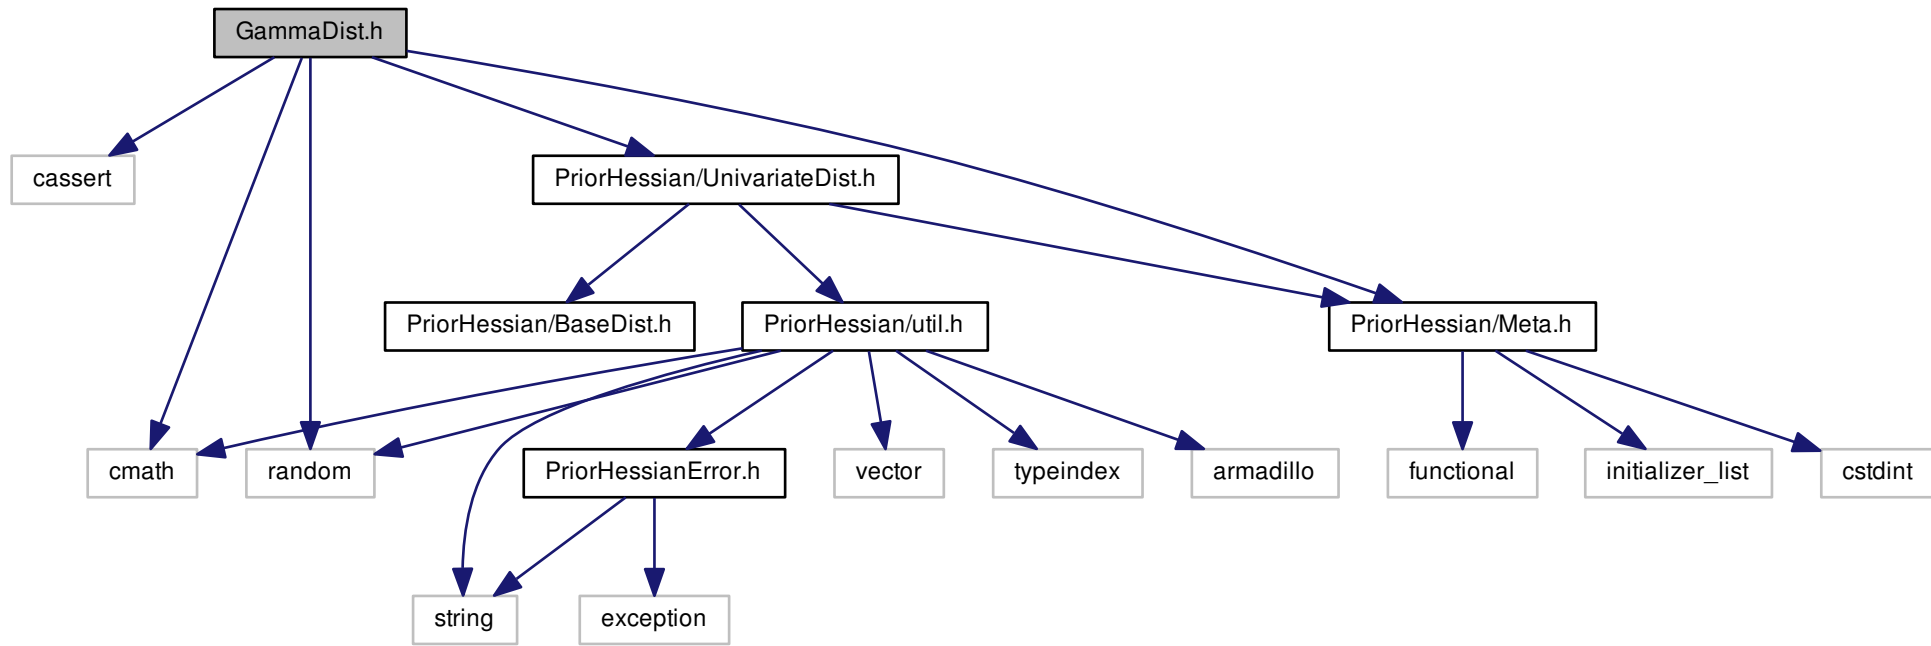 GammaDist.h
cassert
PriorHessian/UnivariateDist.h
PriorHessian/BaseDist.h
PriorHessian/util.h
PriorHessian/Meta.h
cmath
random
PriorHessianError.h
vector
typeindex
armadillo
functional
initializer_list
cstdint
string
exception